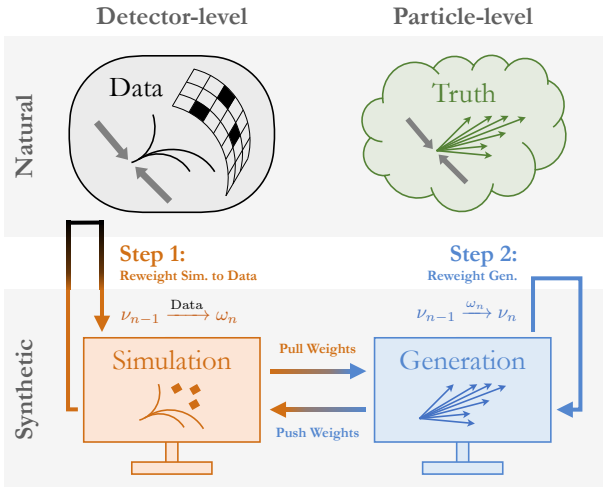 Detector-level
Particle-level
Natural
Data
Truth
Step 1:
Reweight Sim. to Data
Step 2:
Reweight Gen.
Synthetic
νₙ₋₁ Data⟶ ωₙ
νₙ₋₁ ωₙ⟶ νₙ
Simulation
Pull Weights
Push Weights
Generation